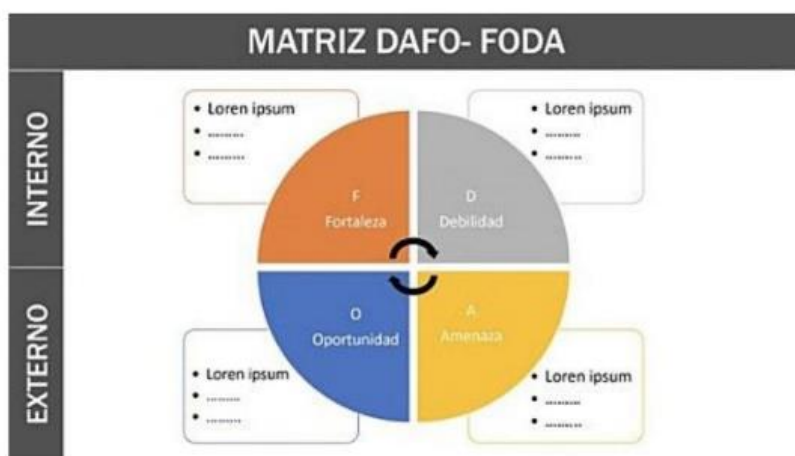 MATRIZ DAFO- FODA
INTERNO
• Loren ipsum
• .........
• .........
• Loren ipsum
• .........
• .........
F
Fortaleza
D
Debilidad
EXTERNO
O
Oportunidad
A
Amenaza
• Loren ipsum
• .........
• .........
• Loren ipsum
• .........
• .........